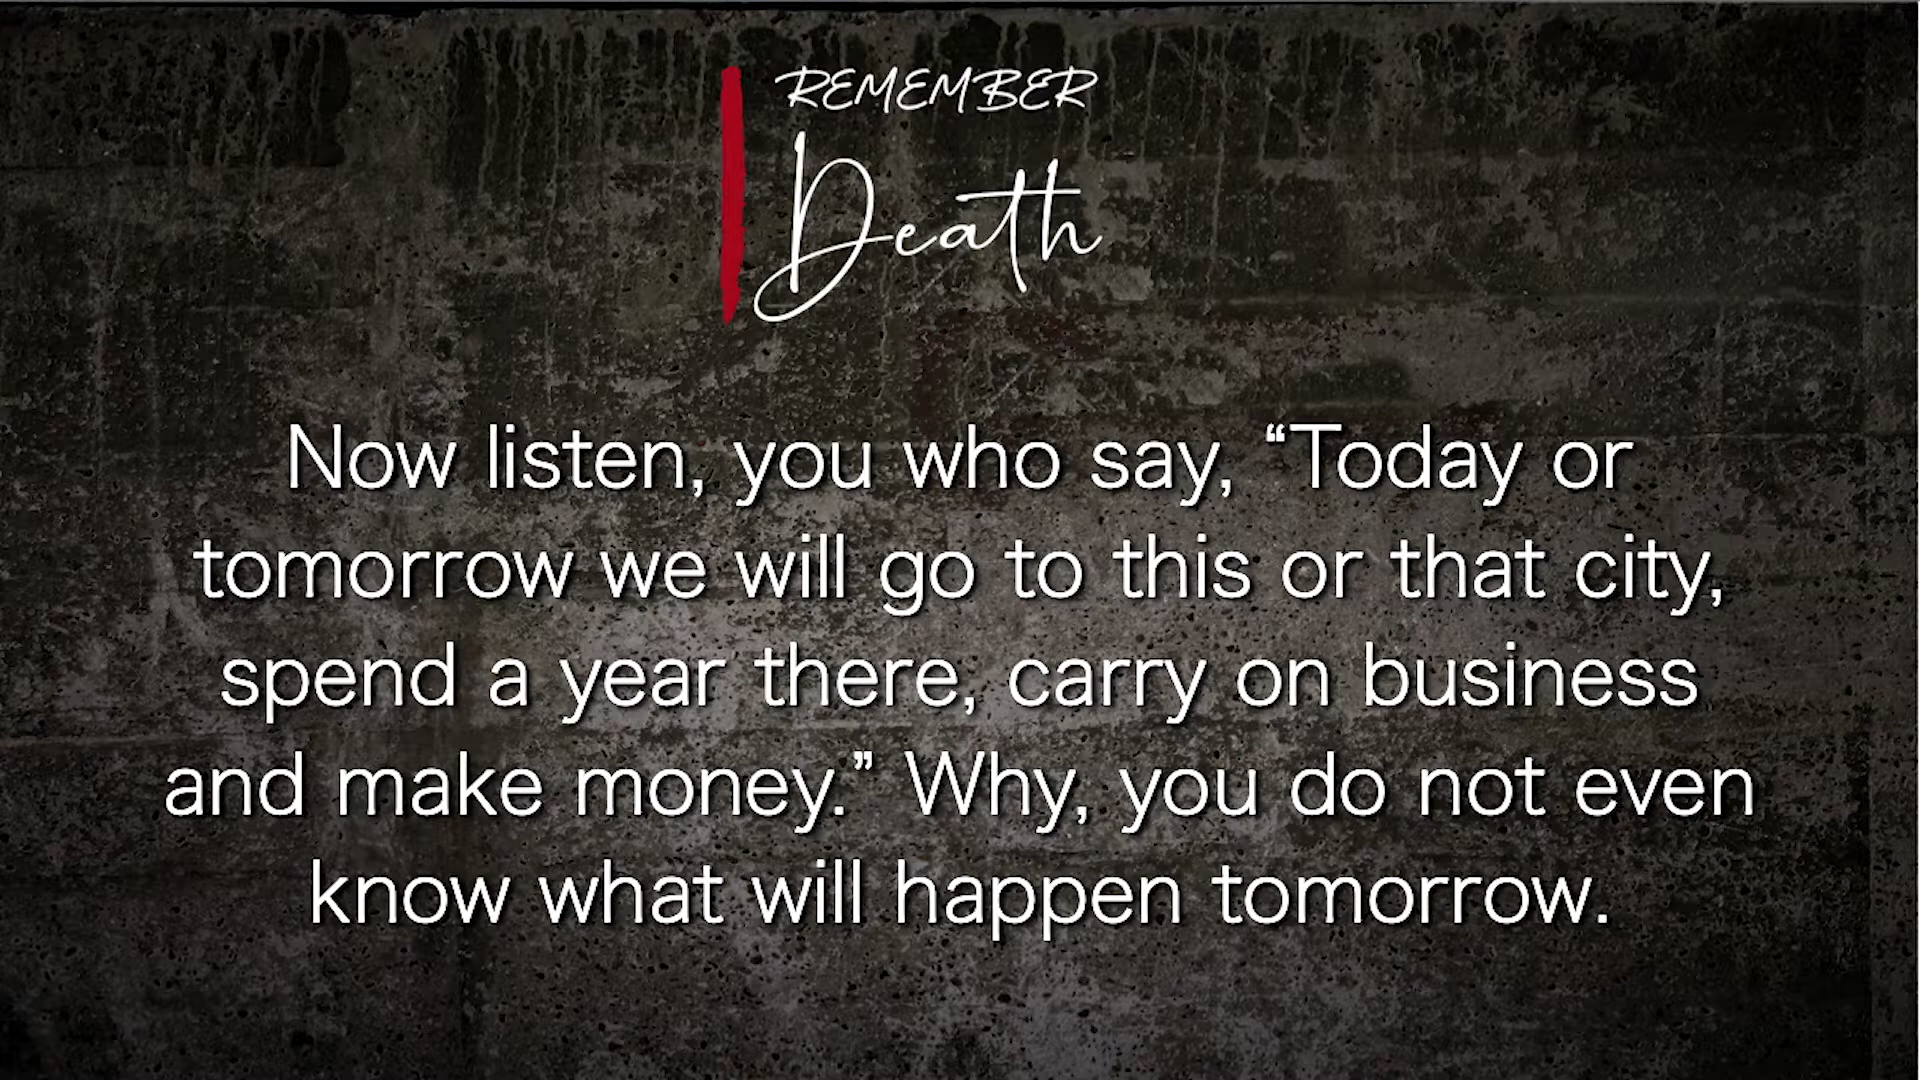 REMEMBER
Death
Now listen, you who say, “Today or
tomorrow we will go to this or that city,
spend a year there, carry on business
and make money.” Why, you do not even
know what will happen tomorrow.